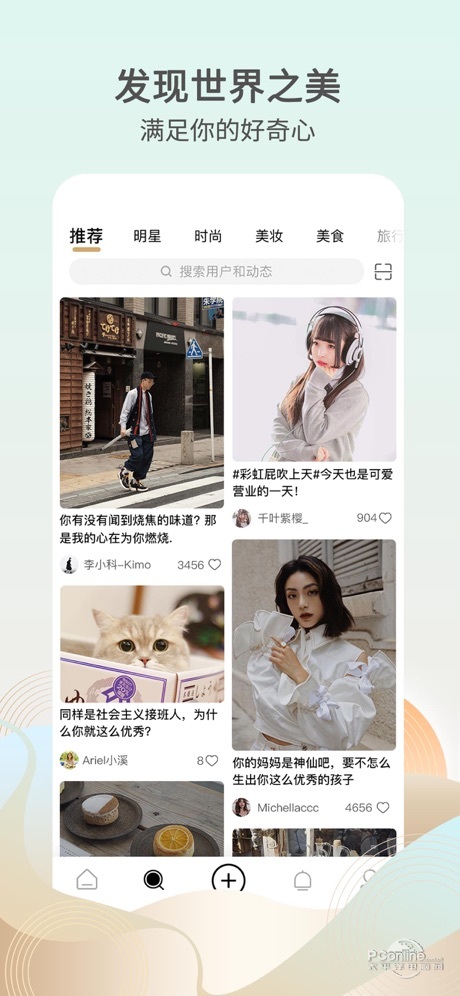 发现世界之美
满足你的好奇心
推荐 明星 时尚 美妆 美食 旅行
搜索用户和动态
#彩虹屁吹上天#今天也是可爱
营业的一天！
千叶紫樱_ 904
你有没有闻到烧焦的味道？那
是我的心在为你燃烧.
李小科-Kimo 3456
同样是社会主义接班人，为什
么你就这么优秀？
Ariel小溪 8
你的妈妈是神仙吧，要不怎么
生出你这么优秀的孩子
Michellaccc 4656
PConline
太平洋电脑网